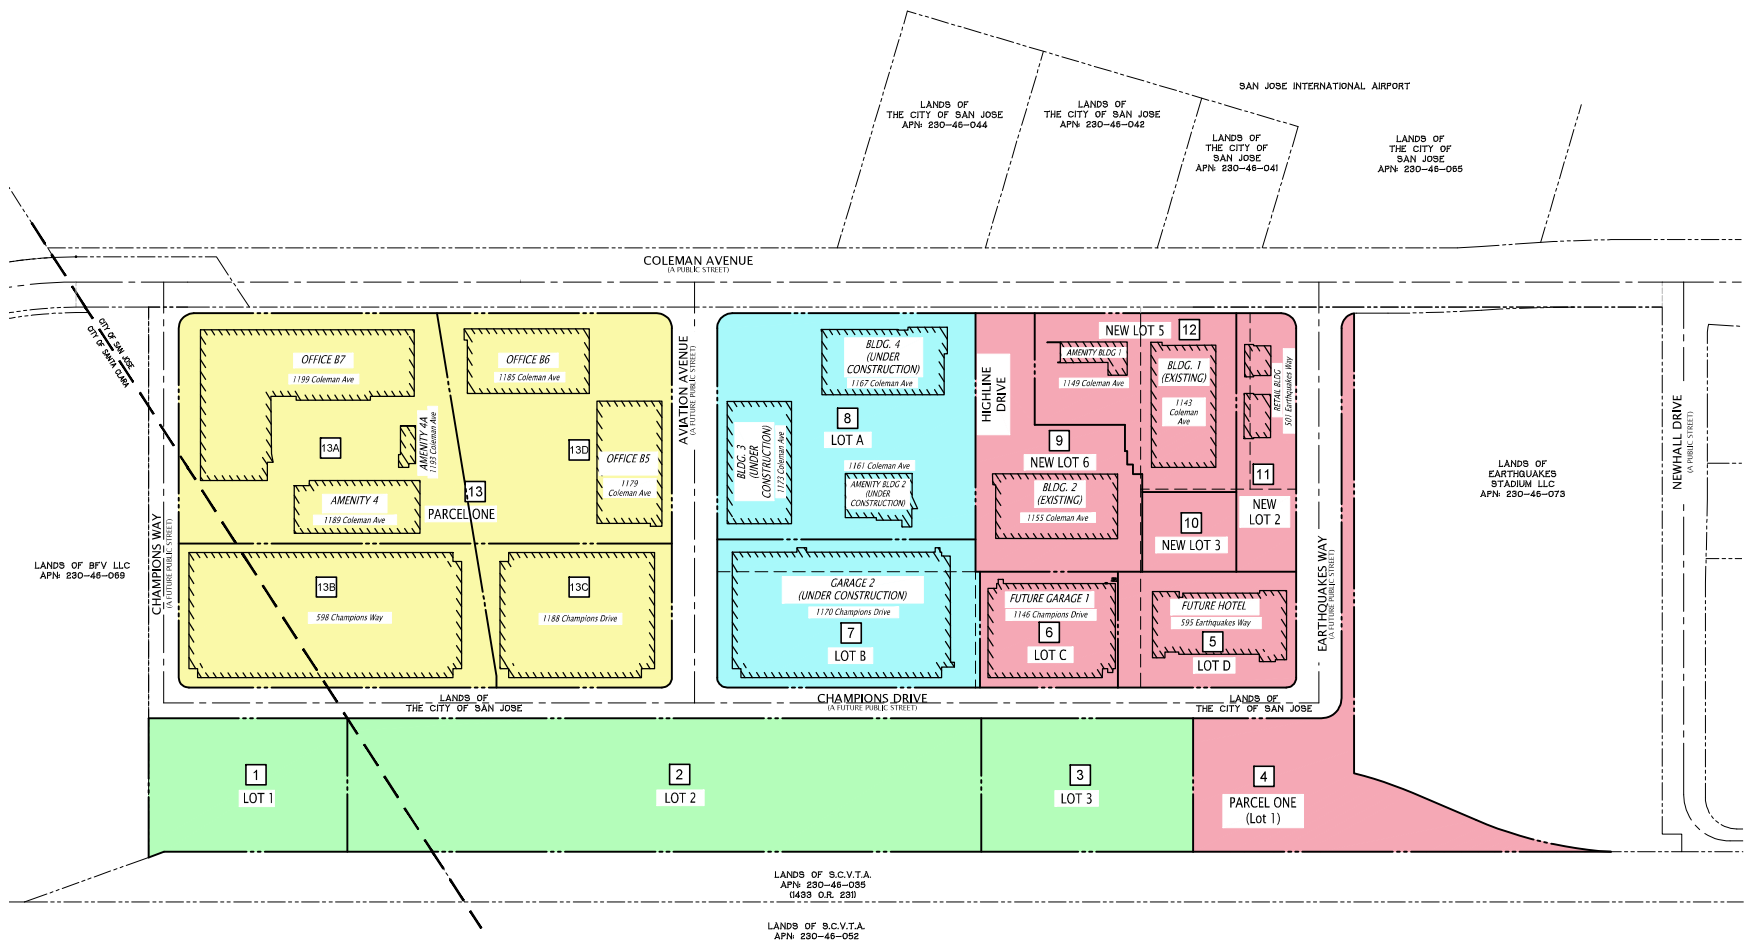 SAN JOSE INTERNATIONAL AIRPORT
LANDS OF
THE CITY OF SAN JOSE
APN: 230-46-044
LANDS OF
THE CITY OF SAN JOSE
APN: 230-46-042
LANDS OF
THE CITY OF
SAN JOSE
APN: 230-46-041
LANDS OF
THE CITY OF
SAN JOSE
APN: 230-46-065
COLEMAN AVENUE
(A PUBLIC STREET)
CITY OF SAN JOSE
CITY OF SANTA CLARA
OFFICE B7
1199 Coleman Ave
OFFICE B6
1185 Coleman Ave
13A
AMENITY 4A
1193 Coleman Ave
13D
OFFICE B5
1179
Coleman Ave
AMENITY 4
1189 Coleman Ave
13
PARCEL ONE
13B
598 Champions Way
13C
1188 Champions Drive
CHAMPIONS WAY
(A FUTURE PUBLIC STREET)
LANDS OF BFV LLC
APN: 230-46-069
AVIATION AVENUE
(A FUTURE PUBLIC STREET)
BLDG. 4
(UNDER
CONSTRUCTION)
1167 Coleman Ave
8
LOT A
BLDG. 3
(UNDER
CONSTRUCTION)
1173 Coleman Ave
1161 Coleman Ave
AMENITY BLDG 2
(UNDER
CONSTRUCTION)
GARAGE 2
(UNDER CONSTRUCTION)
1170 Champions Drive
7
LOT B
HIGHLINE
DRIVE
NEW LOT 5
12
AMENITY BLDG 1
1149 Coleman Ave
BLDG. 1
(EXISTING)
1143
Coleman
Ave
RETAIL BLDG
501 Earthquakes Way
9
NEW LOT 6
BLDG. 2
(EXISTING)
1155 Coleman Ave
11
NEW
LOT 2
10
NEW LOT 3
FUTURE GARAGE 1
1146 Champions Drive
6
LOT C
FUTURE HOTEL
595 Earthquakes Way
5
LOT D
EARTHQUAKES WAY
(A FUTURE PUBLIC STREET)
LANDS OF
EARTHQUAKES
STADIUM LLC
APN: 230-46-073
NEWHALL DRIVE
(A PUBLIC STREET)
LANDS OF
THE CITY OF SAN JOSE
CHAMPIONS DRIVE
(A FUTURE PUBLIC STREET)
LANDS OF
THE CITY OF SAN JOSE
1
LOT 1
2
LOT 2
3
LOT 3
4
PARCEL ONE
(Lot 1)
LANDS OF S.C.V.T.A.
APN: 230-46-035
(1433 O.R. 231)
LANDS OF S.C.V.T.A.
APN: 230-46-052